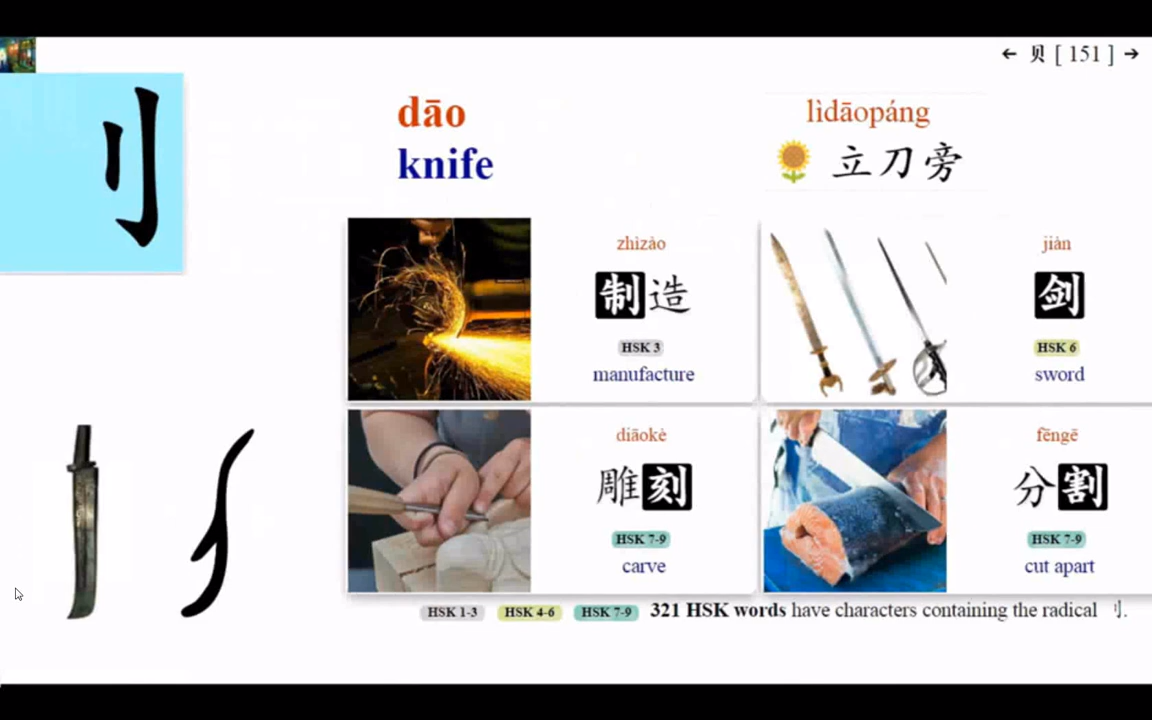 ← 贝 [ 151 ] →
刂
dāo
knife
lìdāopáng
立刀旁
zhìzào
制造
HSK 3
manufacture
jiàn
剑
HSK 6
sword
diāokè
雕刻
HSK 7-9
carve
fēngē
分割
HSK 7-9
cut apart
HSK 1-3 HSK 4-6 HSK 7-9 321 HSK words have characters containing the radical 刂.